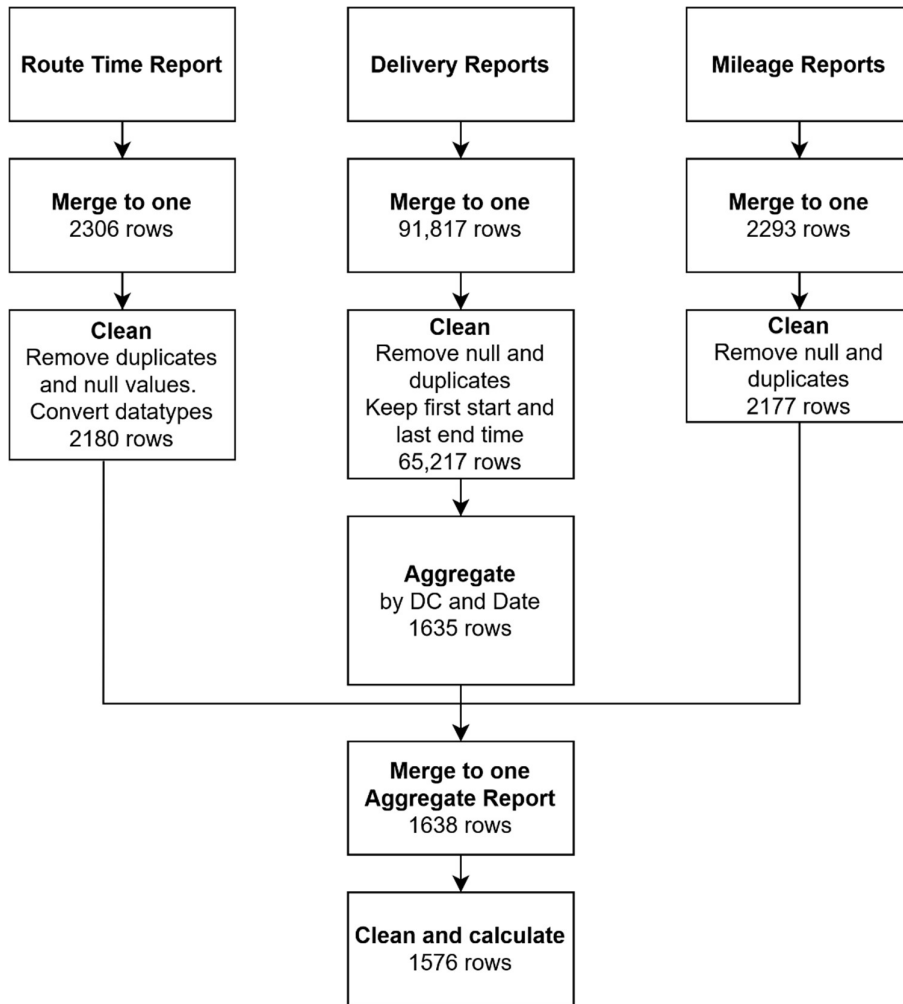 Route Time Report
Delivery Reports
Mileage Reports
Merge to one
2306 rows
Merge to one
91,817 rows
Merge to one
2293 rows
Clean
Remove duplicates
and null values.
Convert datatypes
2180 rows
Clean
Remove null and
duplicates
Keep first start and
last end time
65,217 rows
Clean
Remove null and
duplicates
2177 rows
Aggregate
by DC and Date
1635 rows
Merge to one
Aggregate Report
1638 rows
Clean and calculate
1576 rows